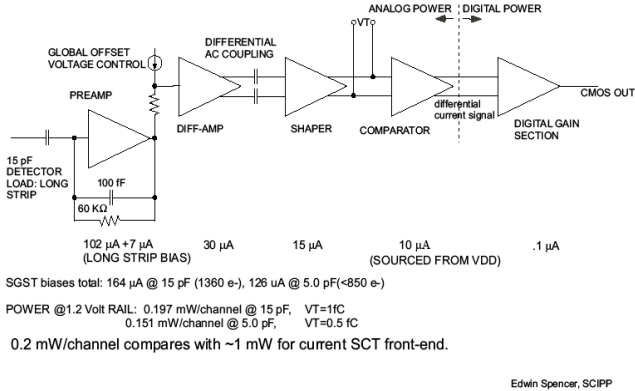 ANALOG POWER DIGITAL POWER
VT
GLOBAL OFFSET
VOLTAGE CONTROL
DIFFERENTIAL
AC COUPLING
PREAMP
CMOS OUT
differential
current signal
DIFF-AMP
SHAPER
COMPARATOR
DIGITAL GAIN
SECTION
15 pF
DETECTOR
LOAD: LONG
STRIP
100 fF
60 KΩ
102 µA +7 µA 30 µA 15 µA 10 µA .1 µA
(LONG STRIP BIAS) (SOURCED FROM VDD)
SGST biases total: 164 µA @ 15 pF (1360 e-), 126 uA @ 5.0 pF(<850 e-)
POWER @1.2 Volt RAIL: 0.197 mW/channel @ 15 pF, VT=1fC
0.151 mW/channel @ 5.0 pF, VT=0.5 fC
0.2 mW/channel compares with ~1 mW for current SCT front-end.
Edwin Spencer, SCIPP